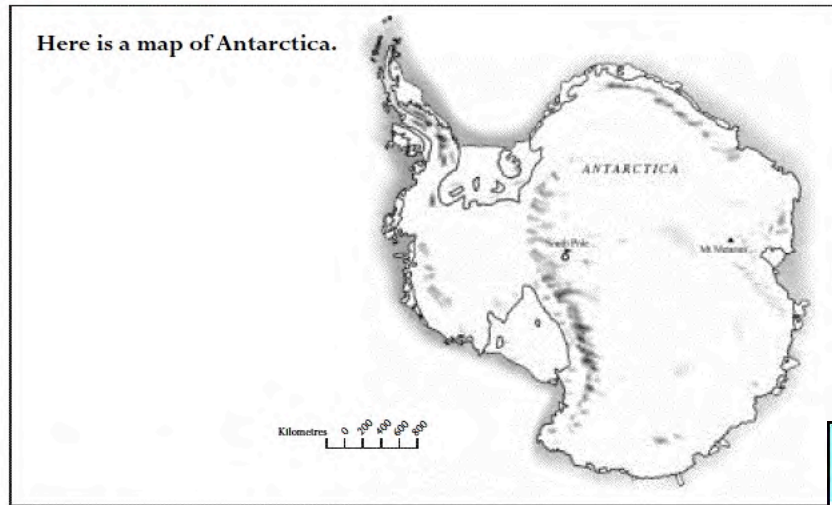 Here is a map of Antarctica.
ANTARCTICA
South Pole
Mt Menzies
Kilometres 0 200 400 600 800